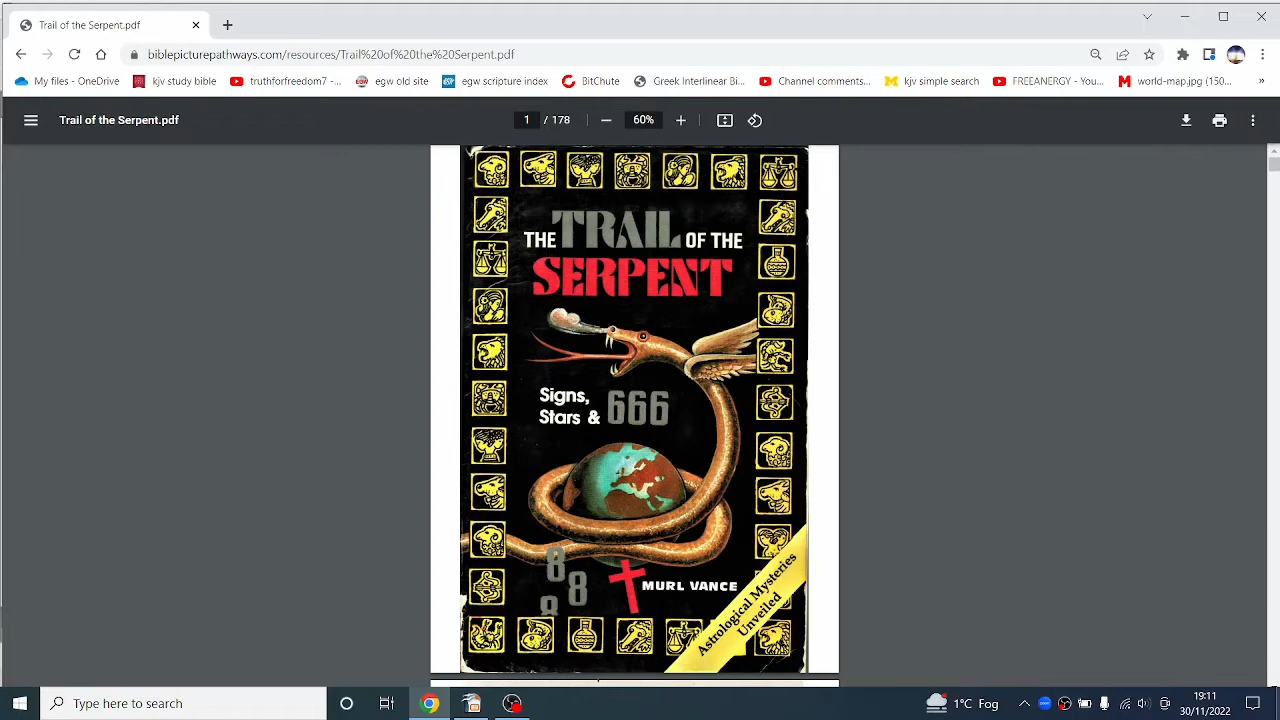 Trail of the Serpent.pdf
biblepicturepathways.com/resources/Trail%20of%20the%20Serpent.pdf
My files - OneDrive
kjv study bible
truthforfreedom7 -...
egw old site
egw scripture index
BitChute
Greek Interlinear Bi...
Channel comments...
kjv simple search
FREEANERGY - You...
world-map.jpg (150...
»
Trail of the Serpent.pdf
1 / 178
60%
THE TRAIL OF THE
SERPENT
Signs,
Stars & 666
8
8
8
MURL VANCE
Astrological Mysteries
Unveiled
Type here to search
1°C Fog
19:11
30/11/2022